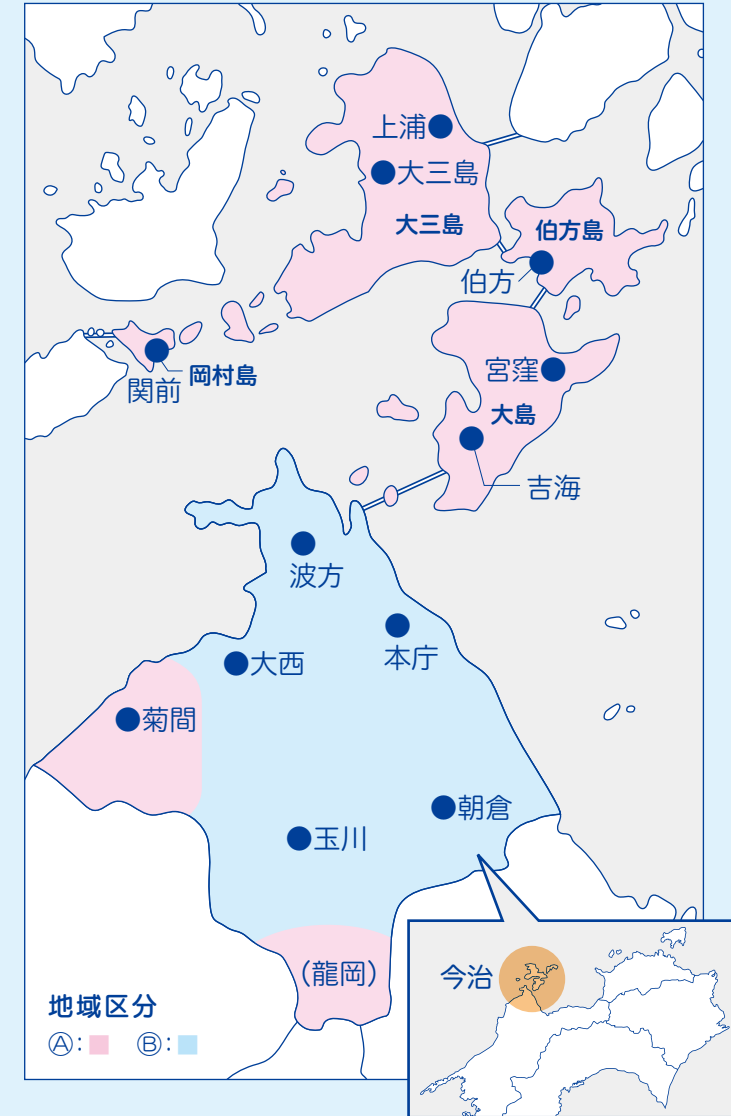 上浦
大三島
大三島
伯方島
伯方
宮窪
岡村島
関前
大島
吉海
波方
本庁
大西
菊間
朝倉
玉川
(龍岡)
今治
地域区分
Ⓐ: Ⓑ: